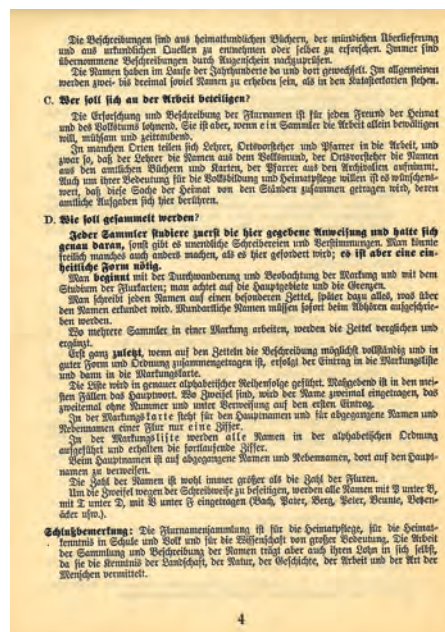 Die Beschreibungen sind aus heimatkundlichen Büchern, der mündlichen Überlieferung
und aus urkundlichen Quellen zu entnehmen oder selber zu erforschen. Immer sind
übernommene Beschreibungen durch Augenschein nachzuprüfen.
Die Namen haben im Laufe der Jahrhunderte da und dort gewechselt. Im allgemeinen
werden zwei- bis dreimal soviel Namen zu erheben sein, als in den Katasterkarten stehen.
C. Wer soll sich an der Arbeit beteiligen?
Die Erforschung und Beschreibung der Flurnamen ist für jeden Freund der Heimat
und des Volkstums lohnend. Sie ist aber, wenn ein Sammler die Arbeit allein bewältigen
will, mühsam und zeitraubend.
In manchen Orten teilen sich Lehrer, Ortsvorsteher und Pfarrer in die Arbeit, und
zwar so, daß der Lehrer die Namen aus dem Volksmund, der Ortsvorsteher die Namen
aus den amtlichen Büchern und Karten, der Pfarrer aus den Archivalien aufnimmt.
Auch um ihrer Bedeutung für die Volksbildung und Heimatpflege willen ist es wünschens-
wert, daß diese Sache der Heimat von den Ständen zusammen getragen wird, deren
amtliche Aufgaben sich hier berühren.
D. Wie soll gesammelt werden?
Jeder Sammler studiere zuerst die hier gegebene Anweisung und halte sich
genau daran, sonst gibt es unendliche Schreibereien und Verstimmungen. Man könnte
freilich manches auch anders machen, als es hier gefordert wird; es ist aber eine ein-
heitliche Form nötig.
Man beginnt mit der Durchwanderung und Beobachtung der Markung und mit dem
Studium der Flurkarten; man achtet auf die Hauptgebiete und die Grenzen.
Man schreibt jeden Namen auf einen besonderen Zettel, später dazu alles, was über
den Namen erkundet wird. Mundartliche Namen müssen sofort beim Abhören aufgeschrie-
ben werden.
Wo mehrere Sammler in einer Markung arbeiten, werden die Zettel verglichen und
ergänzt.
Erst ganz zuletzt, wenn auf den Zetteln die Beschreibung möglichst vollständig und in
guter Form und Ordnung zusammengetragen ist, erfolgt der Eintrag in die Markungsliste
und dann in die Markungskarte.
Die Liste wird in genauer alphabetischer Reihenfolge geführt. Maßgebend ist in den mei-
sten Fällen das Hauptwort. Wo Zweifel sind, wird der Name zweimal eingetragen, das
zweitemal ohne Nummer und unter Verweisung auf den ersten Eintrag.
In der Markungskarte steht für den Hauptnamen und für abgegangene Namen und
Nebennamen einer Flur nur eine Ziffer.
In der Markungsliste werden alle Namen in der alphabetischen Ordnung
aufgeführt und erhalten die fortlaufende Ziffer.
Beim Hauptnamen ist auf abgegangene Namen und Nebennamen, dort auf den Haupt-
namen zu verweisen.
Die Zahl der Namen ist wohl immer größer als die Zahl der Fluren.
Um die Zweifel wegen der Schreibweise zu beseitigen, werden alle Namen mit P unter B,
mit T unter D, mit V unter F eingetragen (Bach, Pater, Berg, Peter, Beunte,
äcker usw.).
Schlußbemerkung: Die Flurnamensammlung ist für die Heimatpflege, für die Heimat-
kenntnis in Schule und Volk und für die Wissenschaft von großer Bedeutung. Die Arbeit
der Sammlung und Beschreibung der Namen trägt aber auch ihren Lohn in sich selbst,
da sie die Kenntnis der Landschaft, der Natur, der Geschichte, der Arbeit und der Art der
Menschen vermittelt.
4